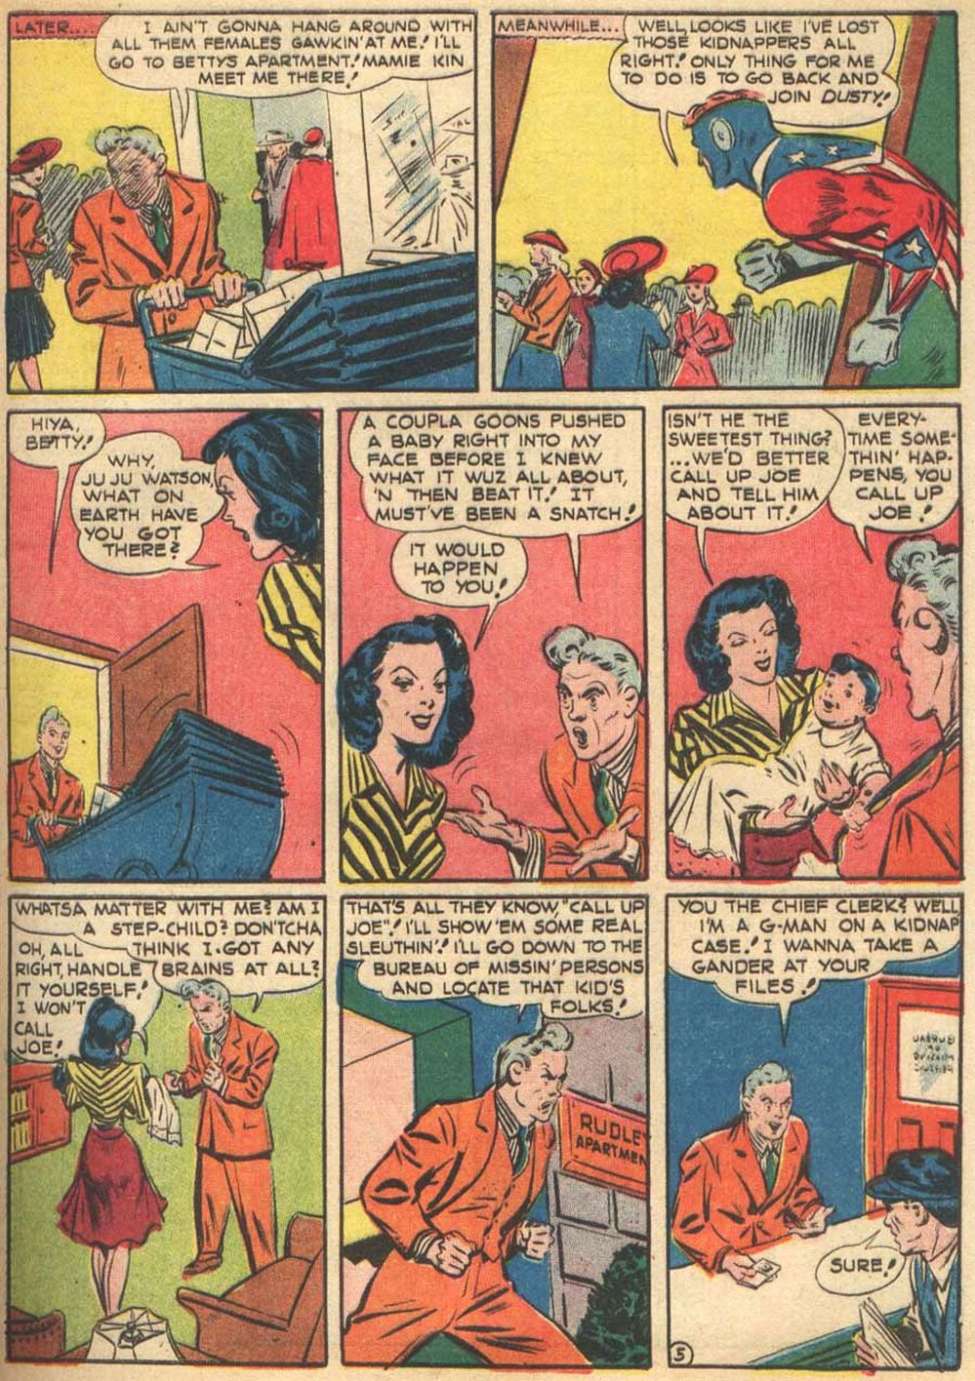 LATER....
I AIN'T GONNA HANG AROUND WITH
ALL THEM FEMALES GAWKIN' AT ME! I'LL
GO TO BETTY'S APARTMENT! MAMIE KIN
MEET ME THERE!
MEANWHILE...
WELL, LOOKS LIKE I'VE LOST
THOSE KIDNAPPERS ALL
RIGHT! ONLY THING FOR ME
TO DO IS TO GO BACK AND
JOIN DUSTY!
HIYA,
BETTY!
WHY,
JU JU WATSON,
WHAT ON
EARTH HAVE
YOU GOT
THERE?
A COUPLA GOONS PUSHED
A BABY RIGHT INTO MY
FACE BEFORE I KNEW
WHAT IT WUZ ALL ABOUT,
'N THEN BEAT IT! IT
MUST'VE BEEN A SNATCH!
IT WOULD
HAPPEN
TO YOU!
ISN'T HE THE
SWEETEST THING?
...WE'D BETTER
CALL UP JOE
AND TELL HIM
ABOUT IT!
EVERY-
TIME SOME-
THIN' HAP-
PENS, YOU
CALL UP
JOE!
WHATSA MATTER WITH ME? AM I
A STEP-CHILD? DON'TCHA
THINK I GOT ANY
BRAINS AT ALL?
OH, ALL
RIGHT, HANDLE
IT YOURSELF!
I WON'T
CALL
JOE!
THAT'S ALL THEY KNOW, "CALL UP
JOE"! I'LL SHOW 'EM SOME REAL
SLEUTHIN'! I'LL GO DOWN TO THE
BUREAU OF MISSIN' PERSONS
AND LOCATE THAT KID'S
FOLKS!
RUDLEY
APARTMEN
YOU THE CHIEF CLERK? WELL
I'M A G-MAN ON A KIDNAP
CASE! I WANNA TAKE A
GANDER AT YOUR
FILES!
SURE!
5